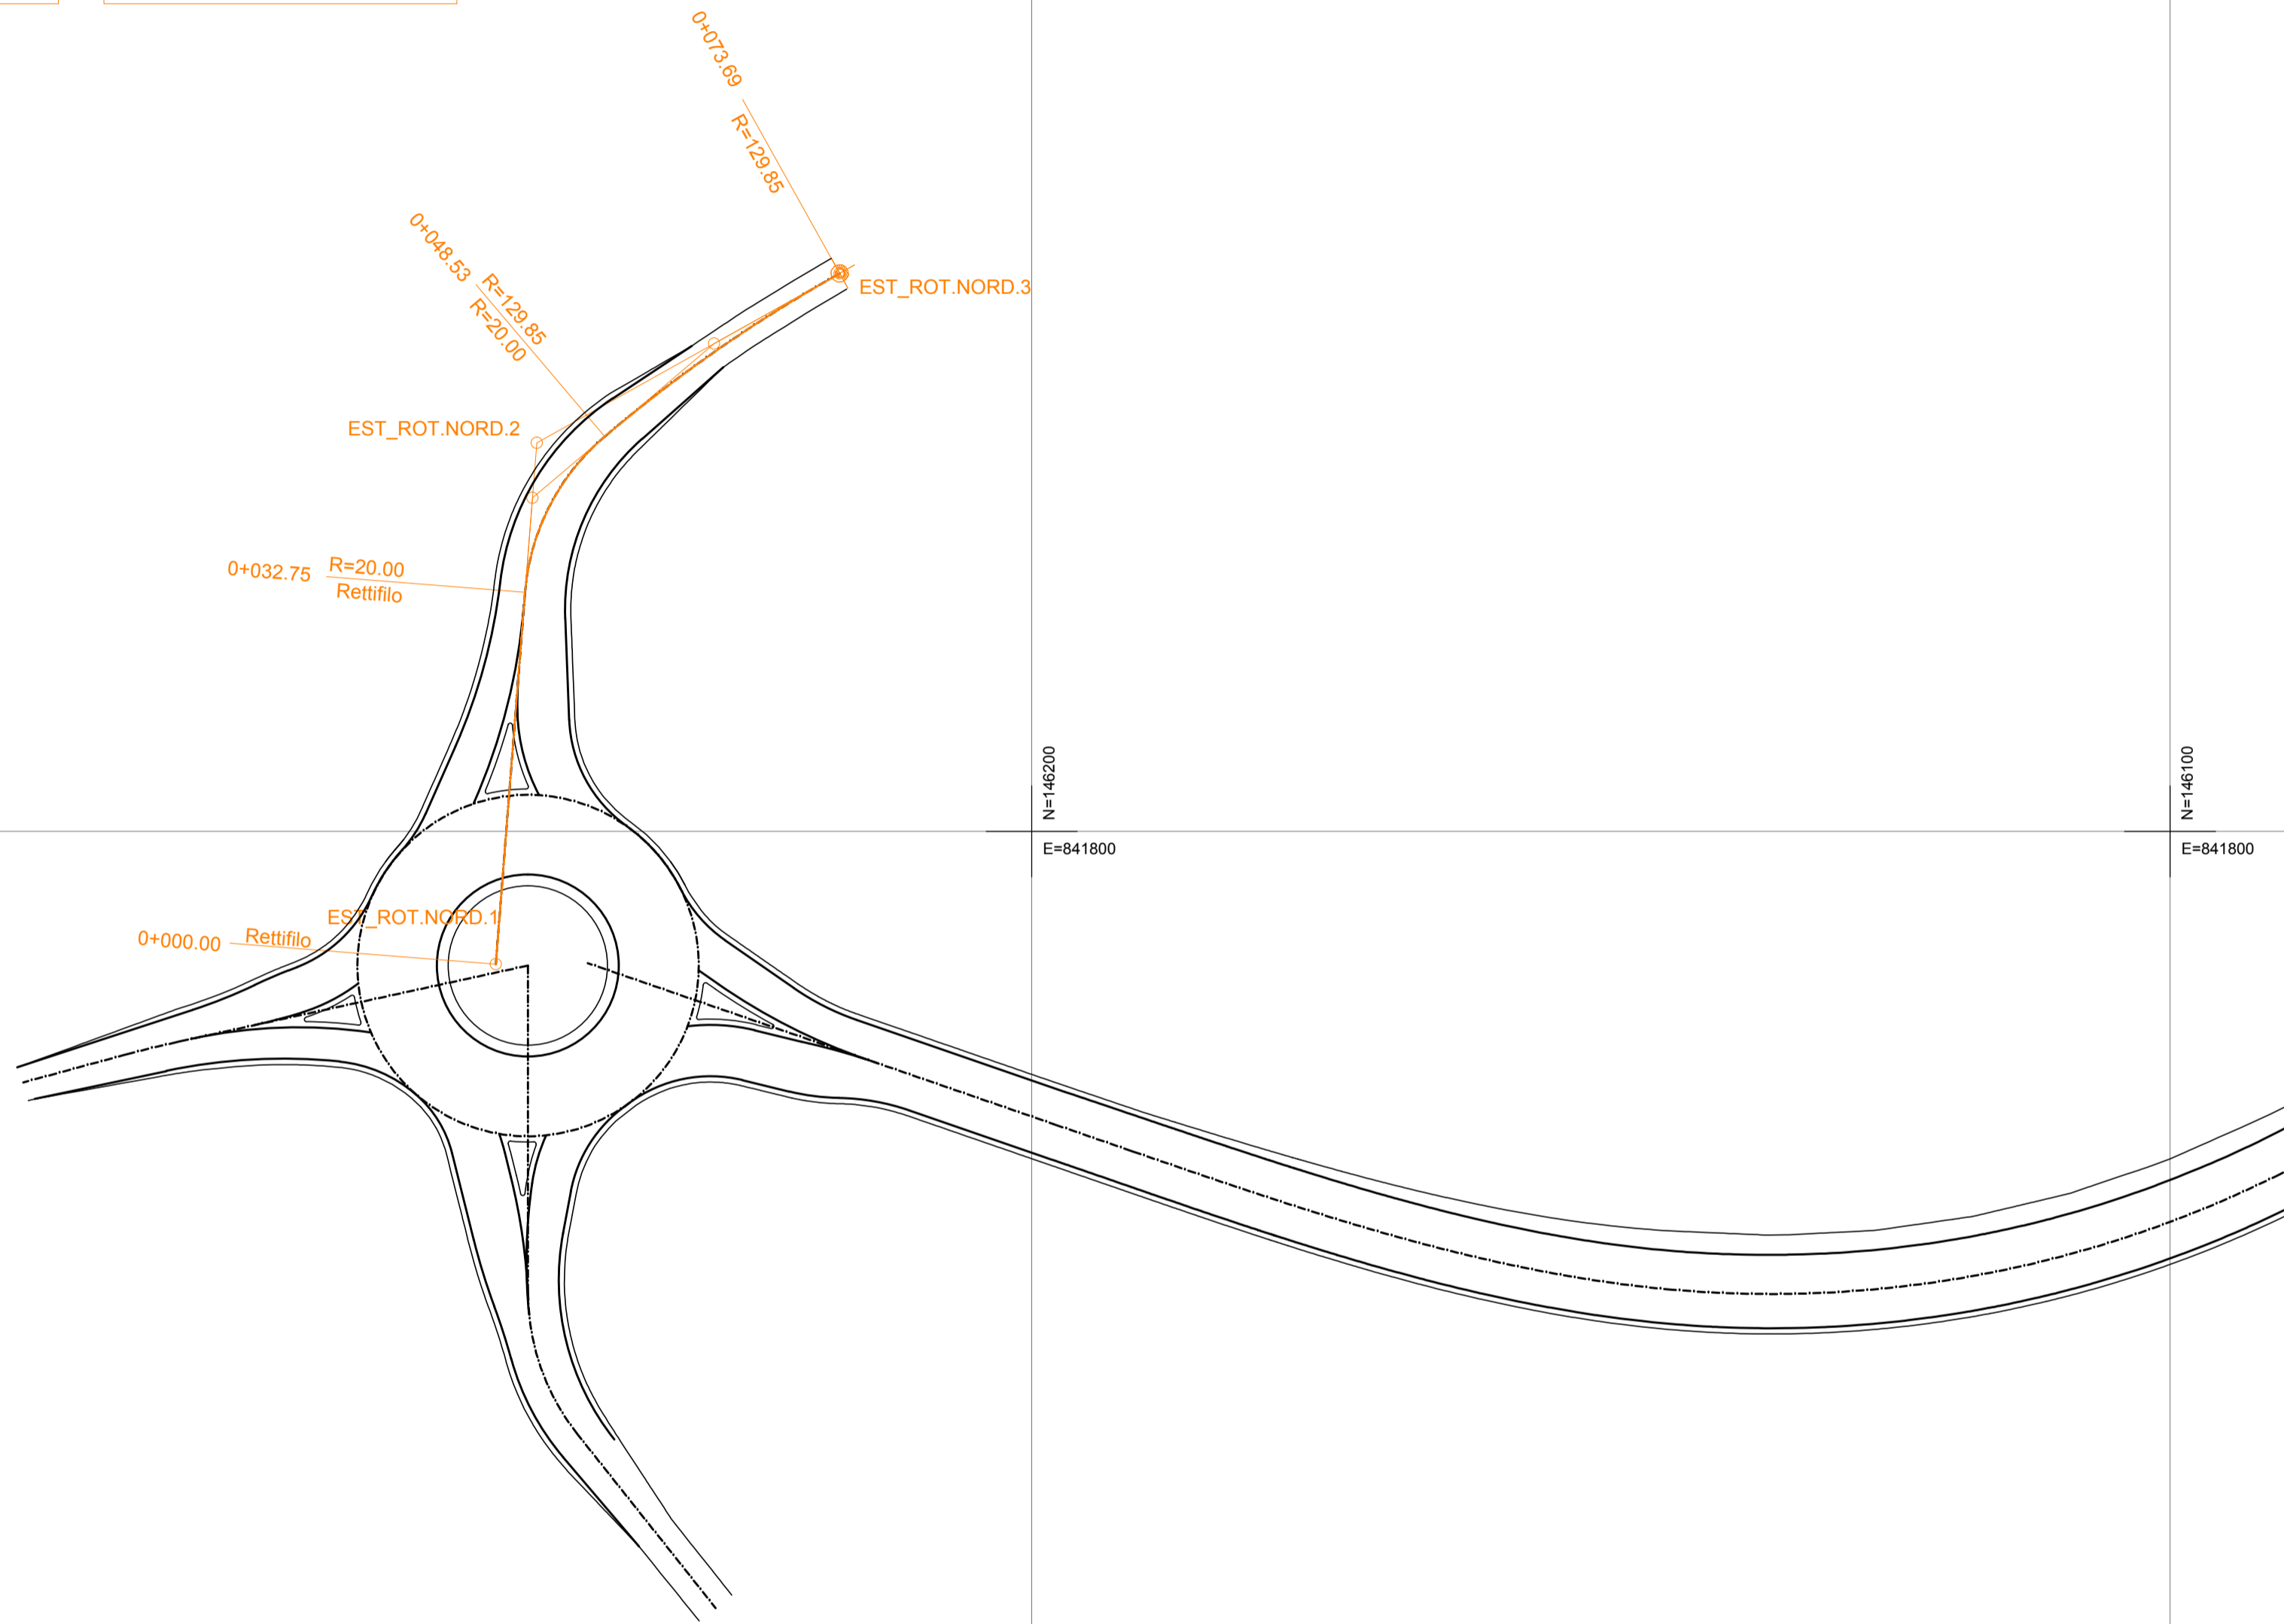 0+073.69
R=129.85
0+048.53
R=129.85
R=20.00
EST_ROT.NORD.3
EST_ROT.NORD.2
0+032.75
R=20.00
Rettifilo
N=146200
E=841800
N=146100
E=841800
EST_ROT.NORD.1
0+000.00
Rettifilo